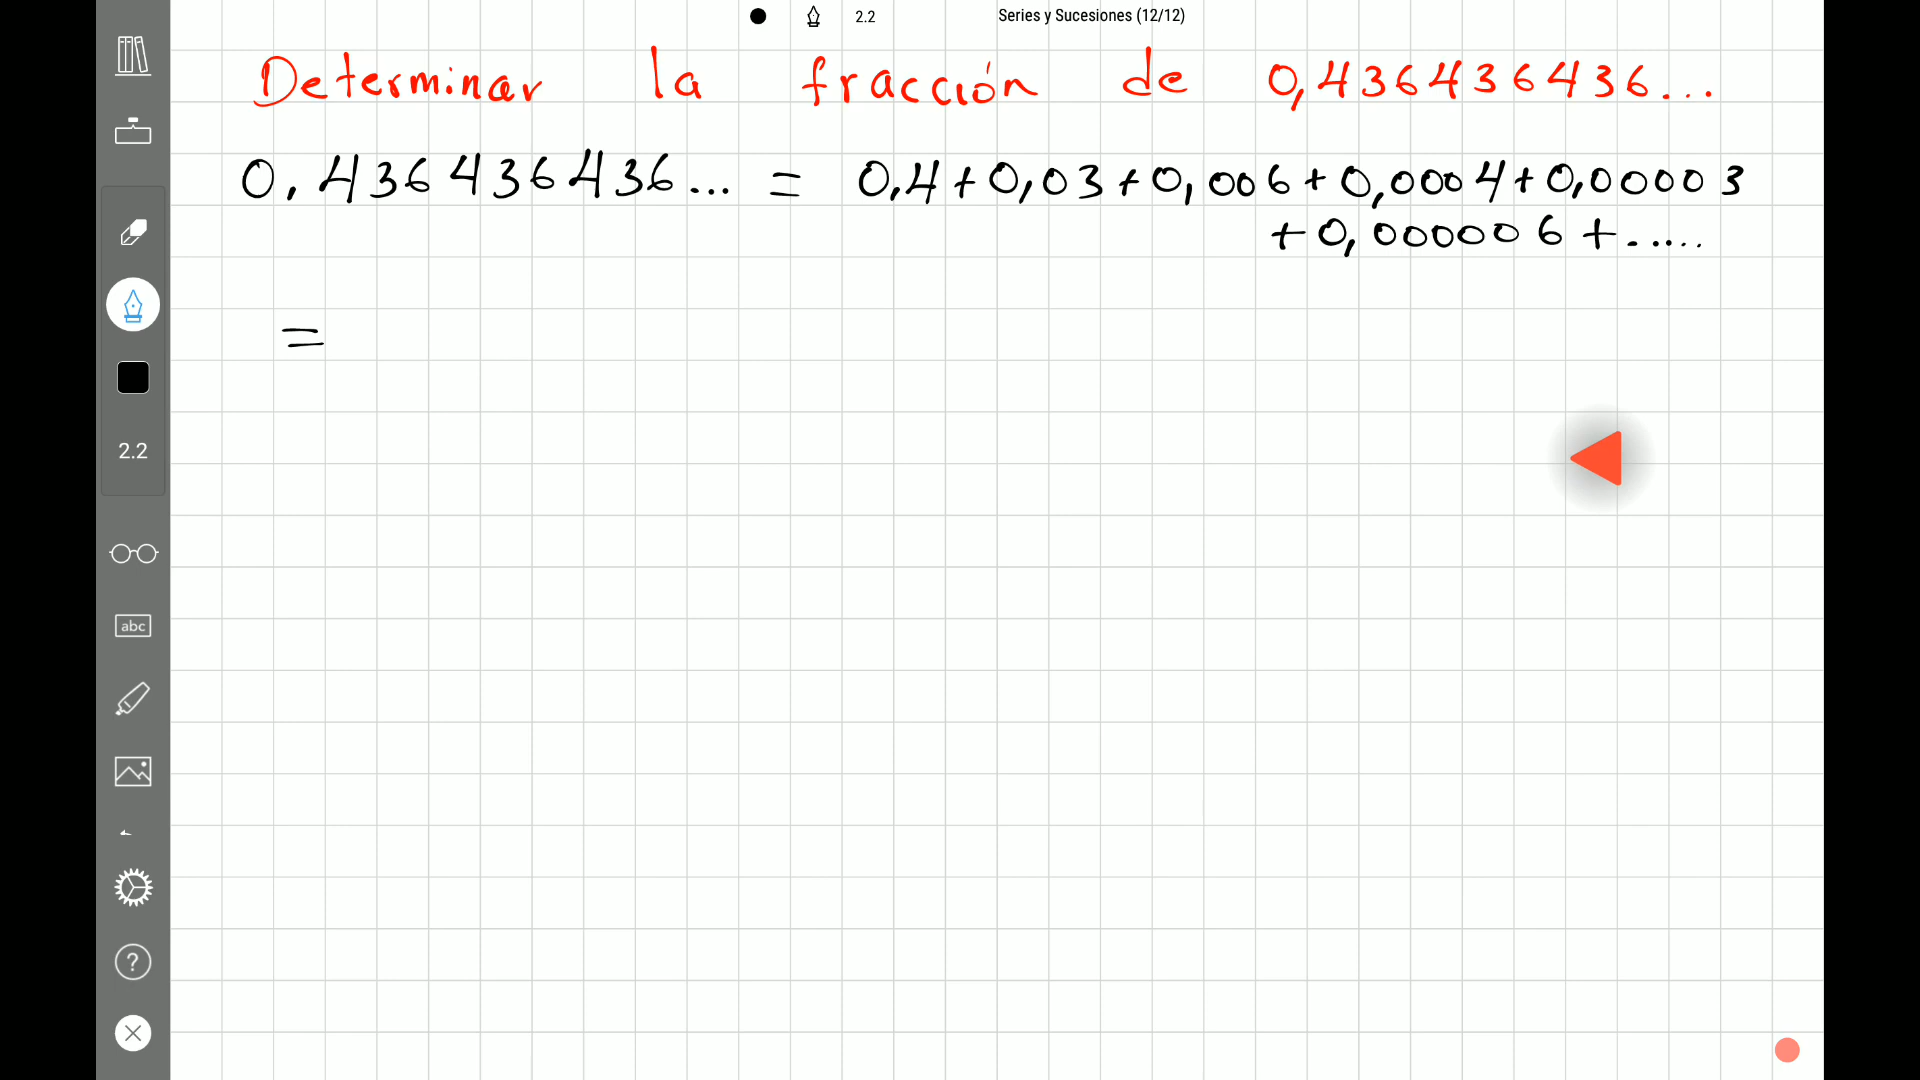 2.2 Series y Sucesiones (12/12)
Determinar la fracción de 0,436436436...
0,436436436... = 0,4+0,03+0,006+0,0004+0,00003
+0,000006+.....
=
2.2
abc
?